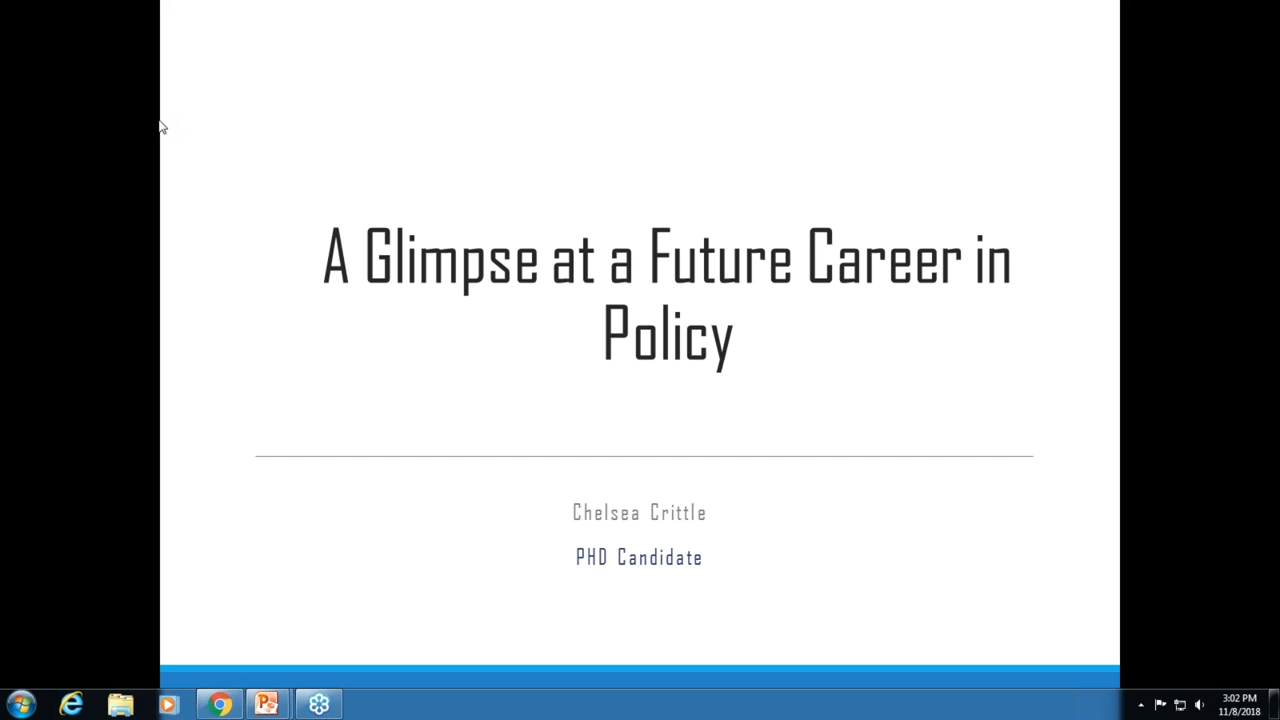 A Glimpse at a Future Career in
Policy
Chelsea Crittle
PHD Candidate
3:02 PM
11/8/2018